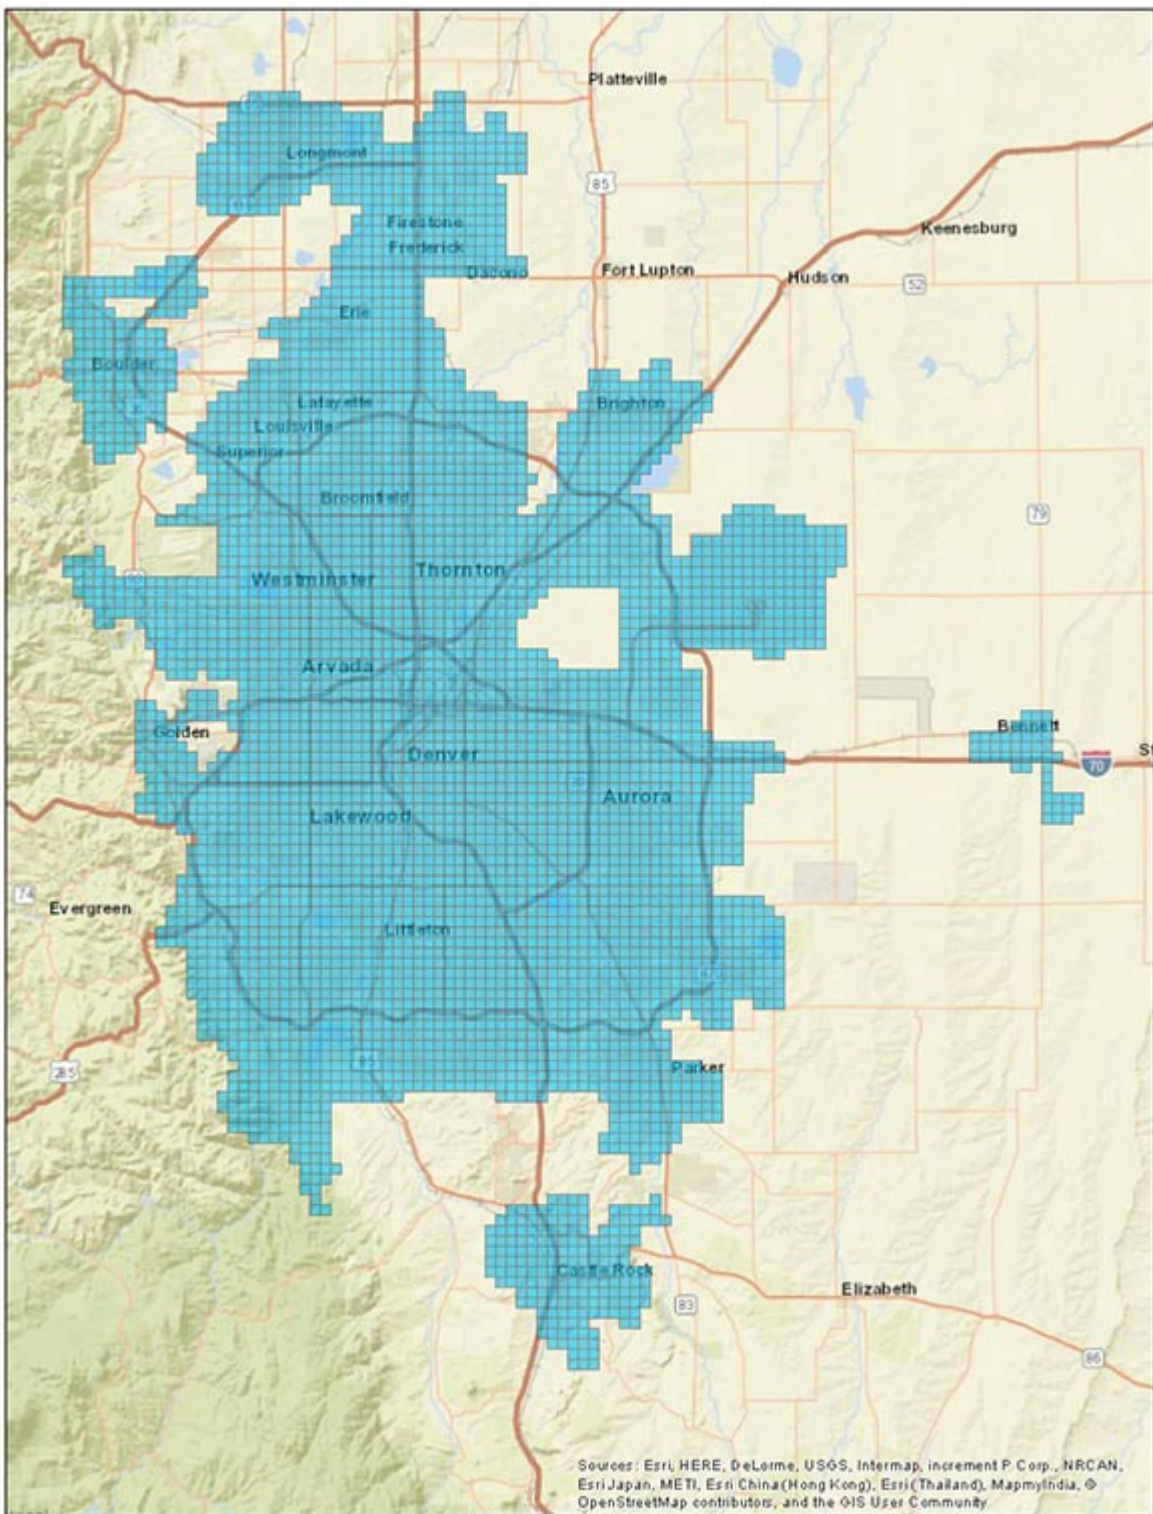 Platteville
Longmont
85
Firestone
Keenesburg
Frederick
Dacono
Fort Lupton
Hudson
52
Erie
Boulder
Lafayette
Brighton
Louisville
Superior
Broomfield
79
Thornton
Westminster
Arvada
Golden
Bennett
Denver
St
70
Aurora
Lakewood
74
Evergreen
Littleton
Parker
285
Castle Rock
Elizabeth
83
86
Sources: Esri, HERE, DeLorme, USGS, Intermap, increment P Corp., NRCAN,
Esri Japan, METI, Esri China (Hong Kong), Esri (Thailand), MapmyIndia, ©
OpenStreetMap contributors, and the GIS User Community